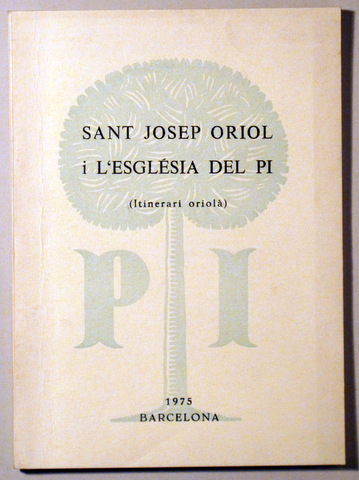 SANT JOSEP ORIOL
i L'ESGLÉSIA DEL PI
(Itinerari oriolà)
PI
1975
BARCELONA